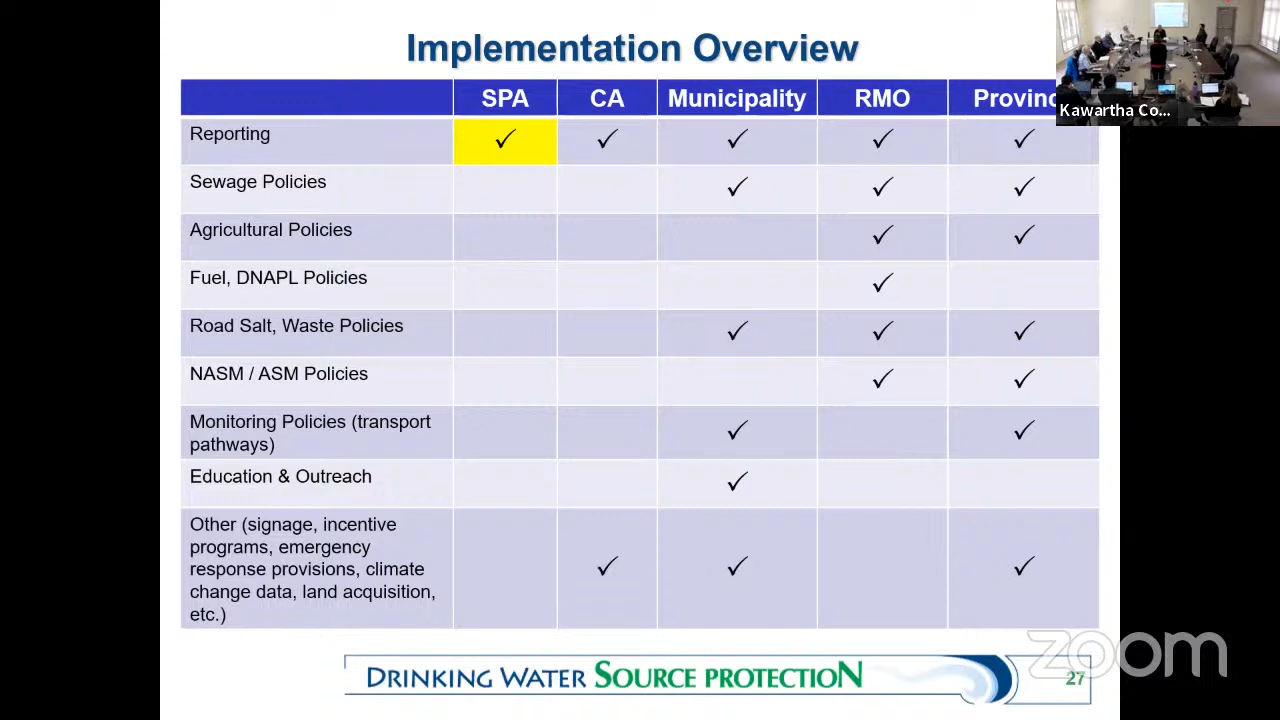 Implementation Overview
SPA CA Municipality RMO Provinc
Kawartha Co...
Reporting ✓ ✓ ✓ ✓ ✓
Sewage Policies ✓ ✓ ✓
Agricultural Policies ✓ ✓
Fuel, DNAPL Policies ✓
Road Salt, Waste Policies ✓ ✓ ✓
NASM / ASM Policies ✓ ✓
Monitoring Policies (transport
pathways) ✓ ✓
Education & Outreach ✓
Other (signage, incentive
programs, emergency
response provisions, climate ✓ ✓ ✓
change data, land acquisition,
etc.)
DRINKING WATER SOURCE PROTECTION
27
zoom